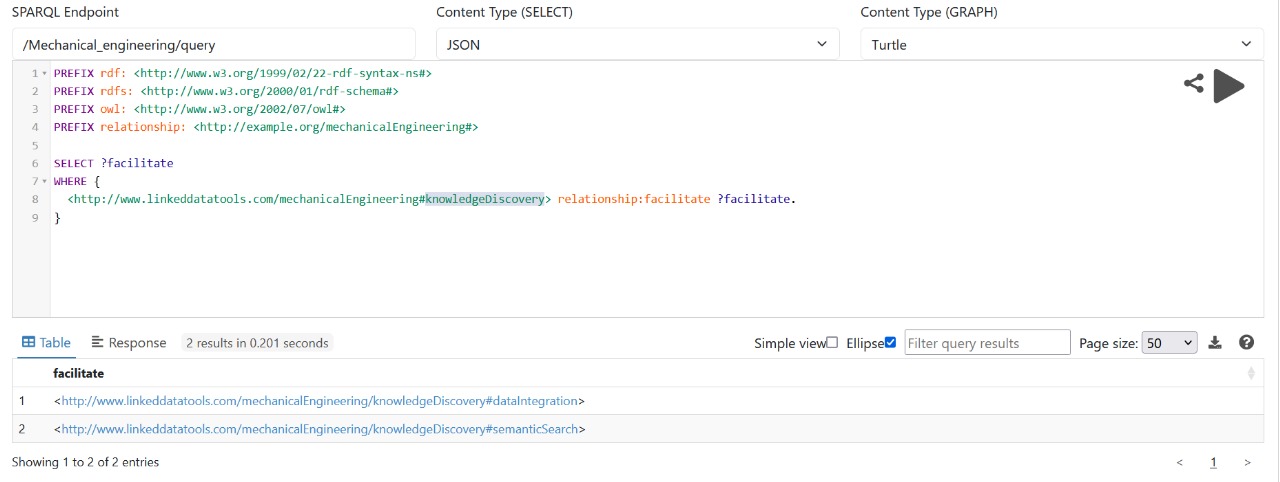 SPARQL Endpoint Content Type (SELECT) Content Type (GRAPH)
/Mechanical_engineering/query JSON Turtle
1 PREFIX rdf: <http://www.w3.org/1999/02/22-rdf-syntax-ns#>
2 PREFIX rdfs: <http://www.w3.org/2000/01/rdf-schema#>
3 PREFIX owl: <http://www.w3.org/2002/07/owl#>
4 PREFIX relationship: <http://example.org/mechanicalEngineering#>
5
6 SELECT ?facilitate
7 WHERE {
8 <http://www.linkeddatatools.com/mechanicalEngineering#knowledgeDiscovery> relationship:facilitate ?facilitate.
9 }
Table Response 2 results in 0.201 seconds Simple view Ellipse Filter query results Page size: 50
facilitate
1 <http://www.linkeddatatools.com/mechanicalEngineering/knowledgeDiscovery#dataIntegration>
2 <http://www.linkeddatatools.com/mechanicalEngineering/knowledgeDiscovery#semanticSearch>
Showing 1 to 2 of 2 entries < 1 >